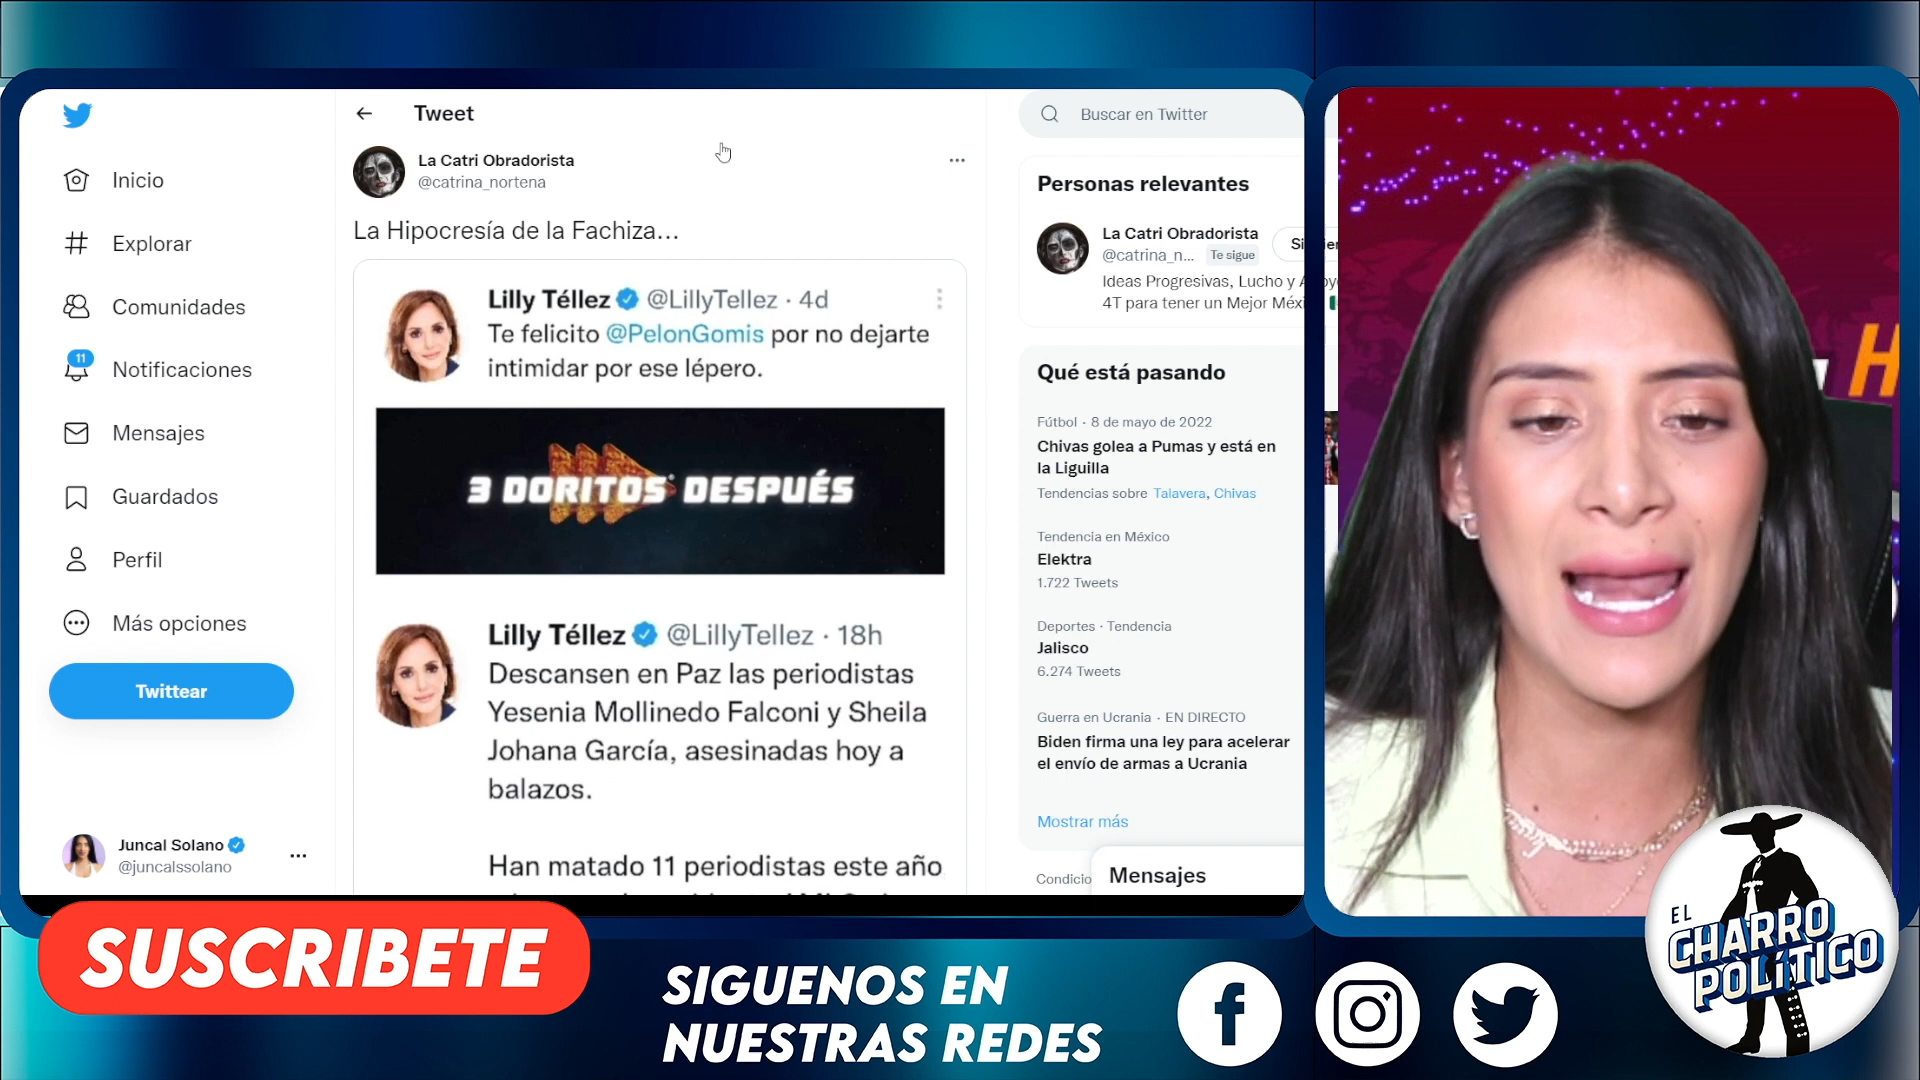 Tweet
La Catri Obradorista
@catrina_nortena
La Hipocresía de la Fachiza...
Lilly Téllez @LillyTellez · 4d
Te felicito @PelonGomis por no dejarte
intimidar por ese lépero.
3 DORITOS DESPUÉS
Lilly Téllez @LillyTellez · 18h
Descansen en Paz las periodistas
Yesenia Mollinedo Falconi y Sheila
Johana García, asesinadas hoy a
balazos.
Han matado 11 periodistas este año
Inicio
Explorar
Comunidades
11
Notificaciones
Mensajes
Guardados
Perfil
Más opciones
Twittear
Juncal Solano
@juncalssolano
Buscar en Twitter
Personas relevantes
La Catri Obradorista
@catrina_n... Te sigue
Ideas Progresivas, Lucho y
4T para tener un Mejor
Qué está pasando
Fútbol · 8 de mayo de 2022
Chivas golea a Pumas y está en
la Liguilla
Tendencias sobre Talavera, Chivas
Tendencia en México
Elektra
1.722 Tweets
Deportes · Tendencia
Jalisco
6.274 Tweets
Guerra en Ucrania · EN DIRECTO
Biden firma una ley para acelerar
el envío de armas a Ucrania
Mostrar más
Condicio
Mensajes
H
SUSCRIBETE
SIGUENOS EN
NUESTRAS REDES
EL
CHARRO
POLÍTICO